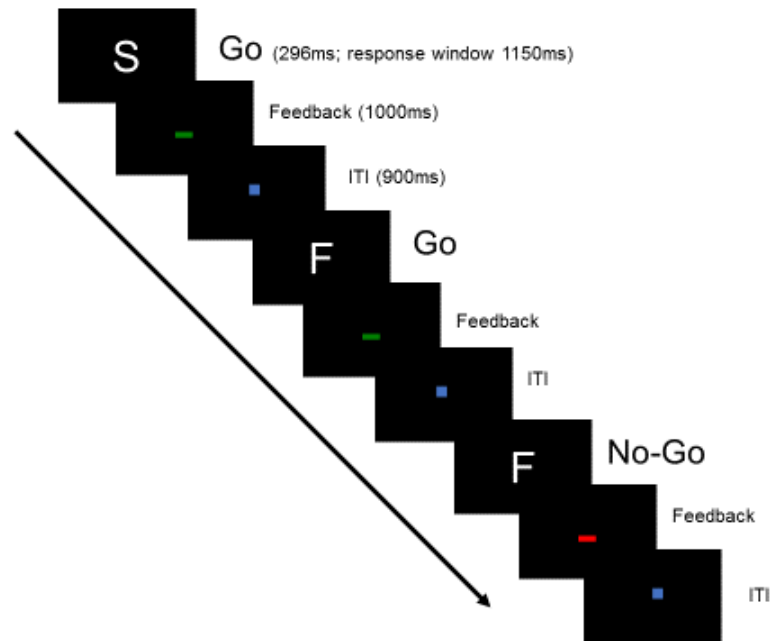 S
Go (296ms; response window 1150ms)
Feedback (1000ms)
ITI (900ms)
F
Go
Feedback
ITI
F
No-Go
Feedback
ITI